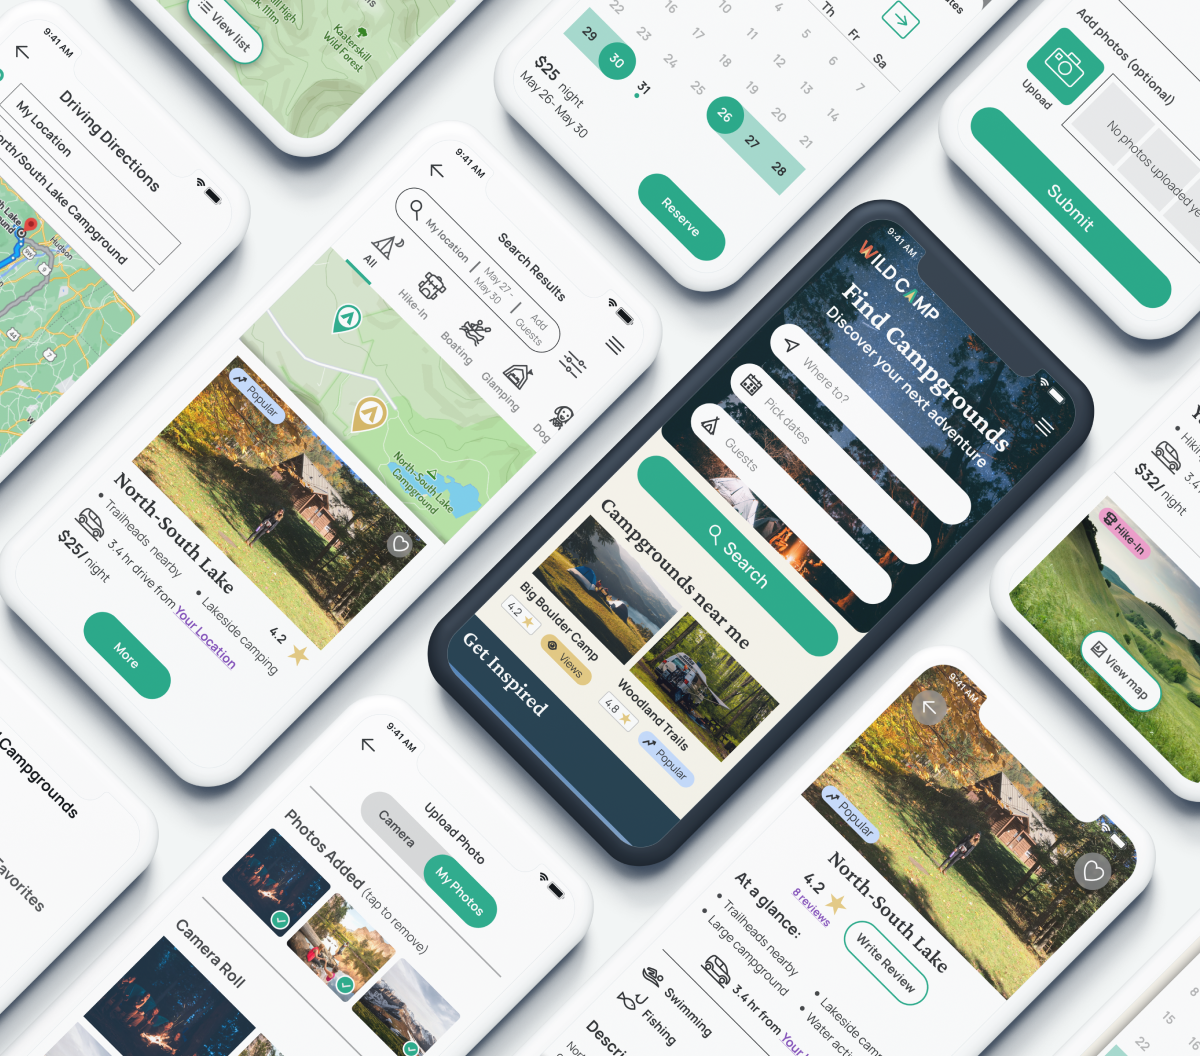 View list
High Hill
k, 111m
Kaaterskill
Wild Forest
9:41 AM
Driving Directions
My Location
North/South Lake Campground
Hudson
22
23
16
17
10
11
4
5
6
7
29
30
31
24
18
12
13
14
25
19
20
21
26
27
28
Th
Fr
Sa
$25 night
May 26- May 30
Reserve
Add photos (optional)
Upload
No photos uploaded ye
Submit
9:41 AM
Search Results
My location | May 27 - May 30 | Add Guests
All
Hike-In
Boating
Glamping
Dog
North-South Lake
Campground
Popular
North-South Lake
4.2
• Trailheads nearby
• Lakeside camping
3.4 hr drive from Your Location
$25/ night
More
9:41 AM
WILD CAMP
Find Campgrounds
Discover your next adventure
Where to?
Pick dates
Guests
Search
Campgrounds near me
Big Boulder Camp
4.2
Views
Woodland Trails
4.8
Popular
Get Inspired
• Hiking
3.4
$32/ night
Hike-In
View map
Campgrounds
Favorites
9:41 AM
Upload Photo
Camera
My Photos
Photos Added (tap to remove)
Camera Roll
9:41 AM
Popular
North-South Lake
4.2
8 reviews
Write Review
At a glance:
• Trailheads nearby
• Large campground
• Lakeside cam
• Water acti
3.4 hr from Your
Swimming
Fishing
Descri
8
15
22